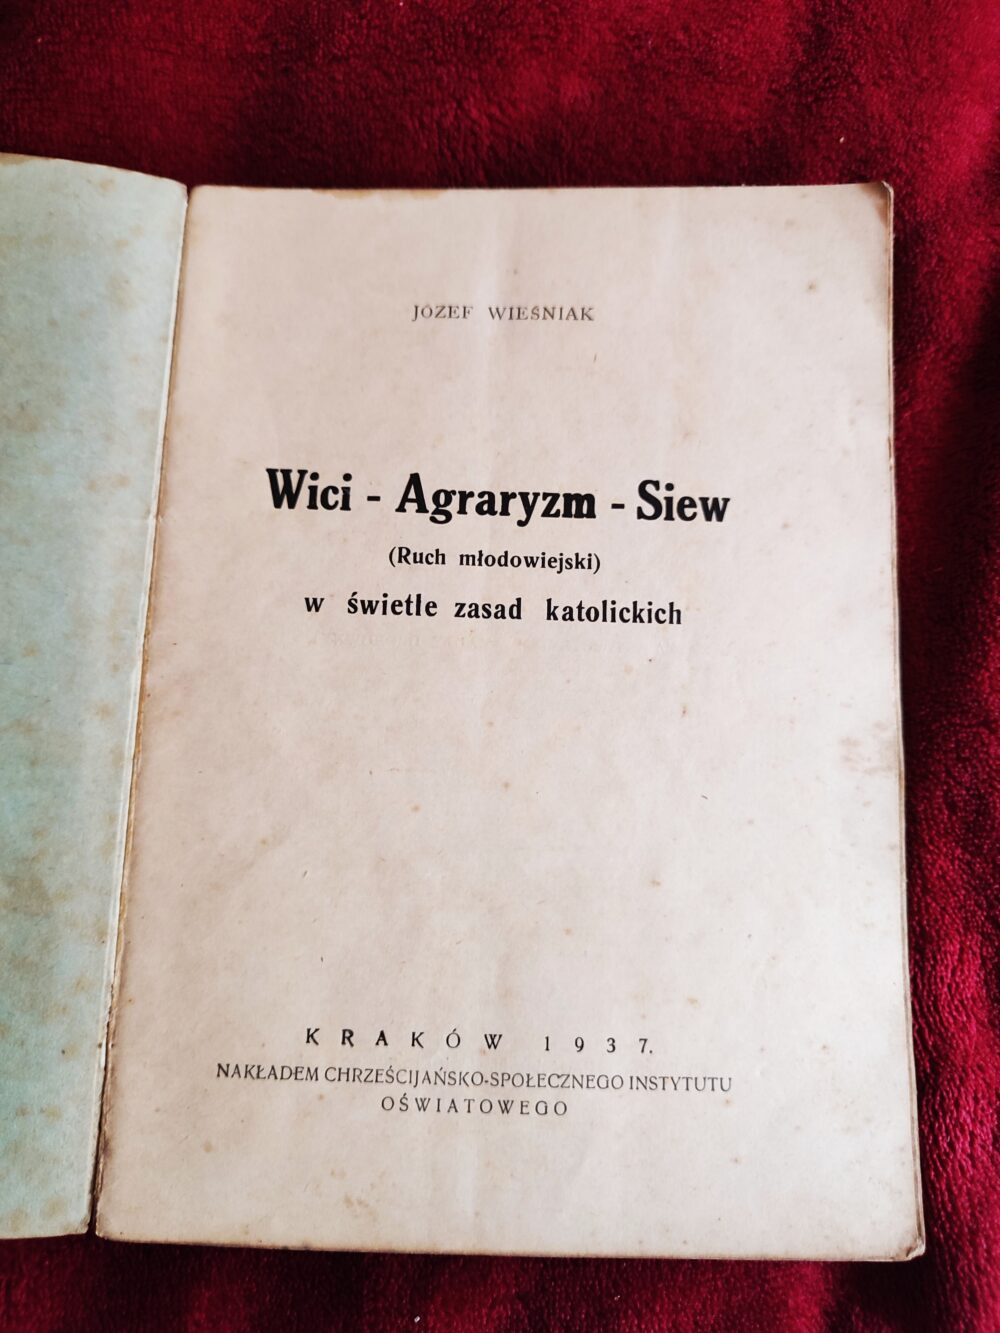 JÓZEF WIEŚNIAK
Wici - Agraryzm - Siew
(Ruch młodowiejski)
w świetle zasad katolickich
KRAKÓW 1937.
NAKŁADEM CHRZEŚCIJAŃSKO-SPOŁECZNEGO INSTYTUTU
OŚWIATOWEGO